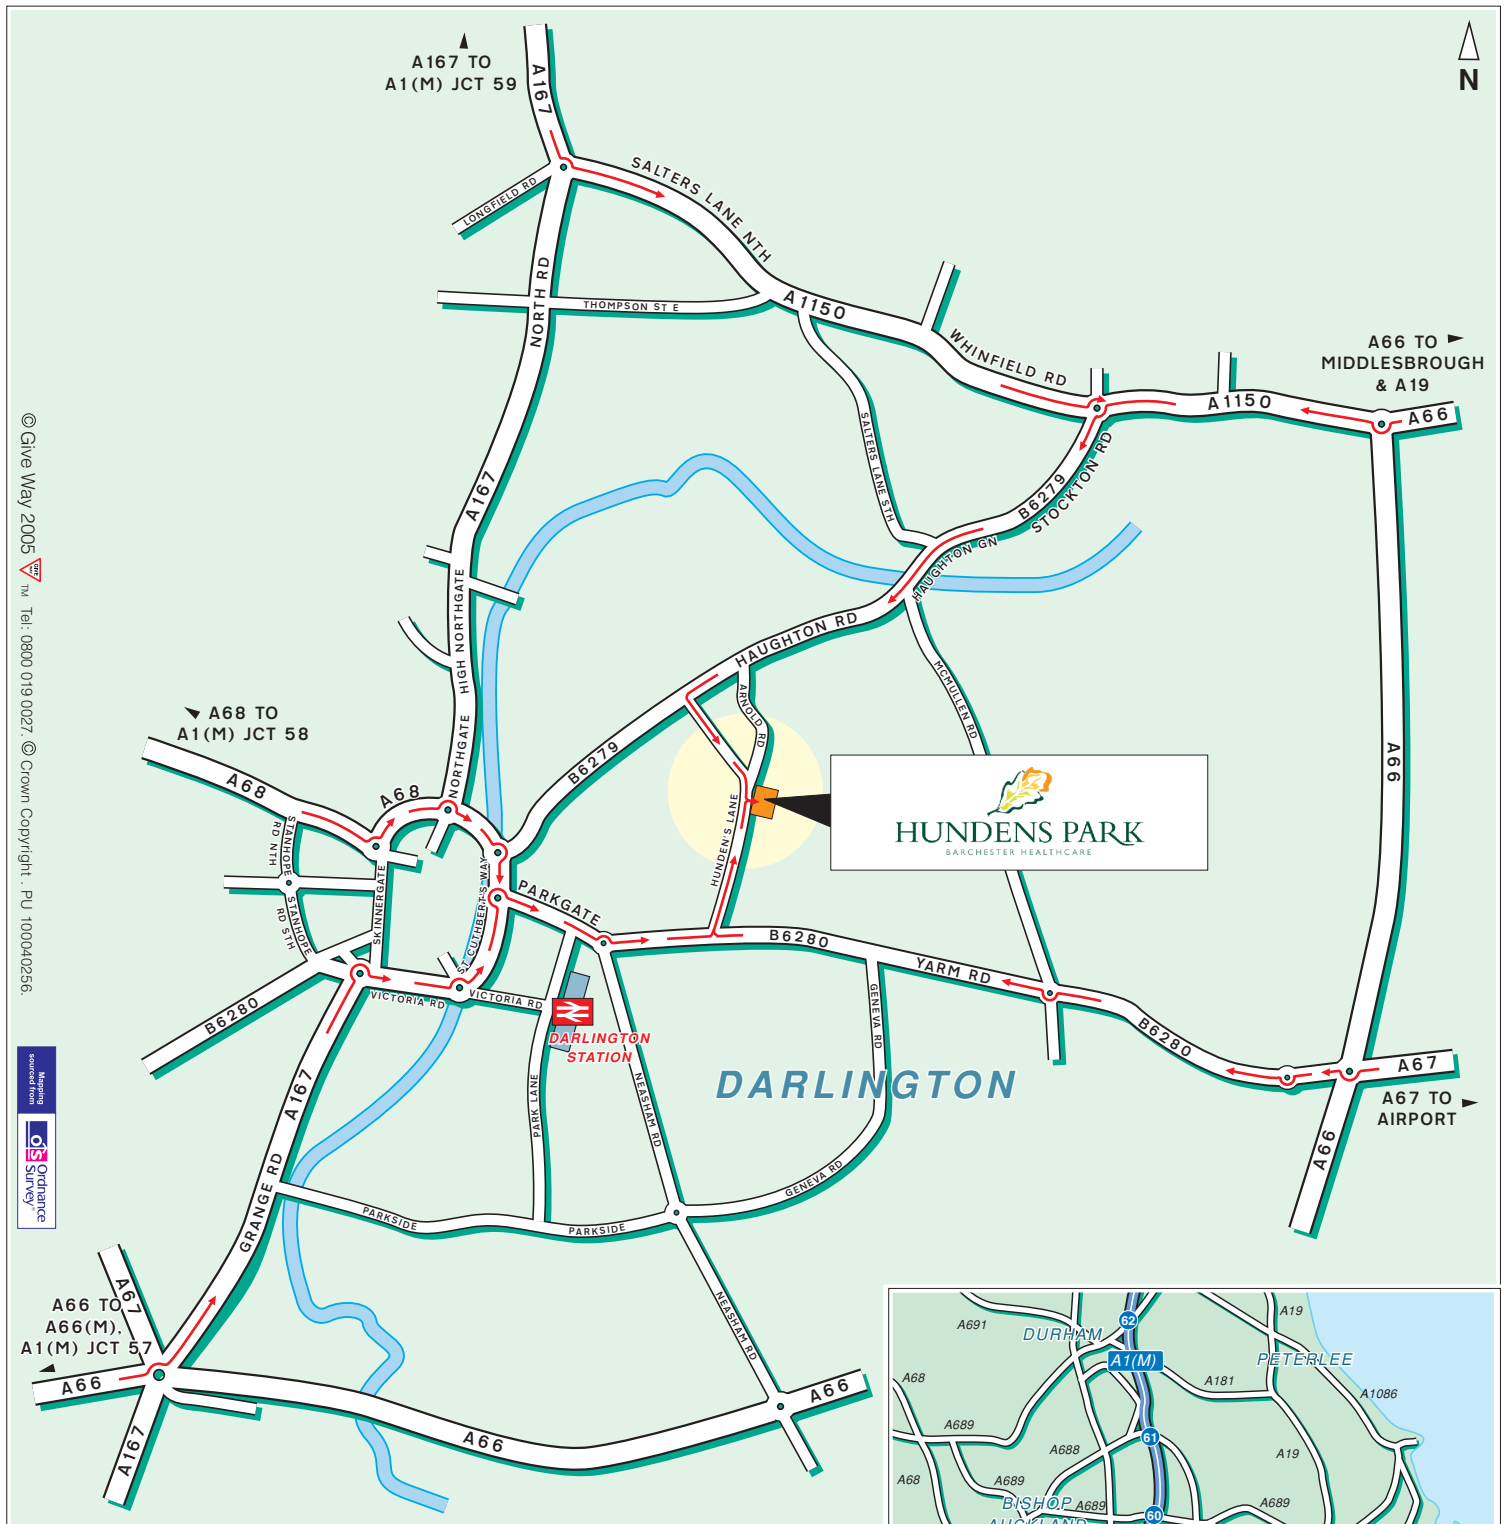 A167 TO
A1(M) JCT 59
N
A167
LONGFIELD RD
SALTERS LANE NTH
NORTH RD
THOMPSON ST E
A1150
WHINFIELD RD
A66 TO
MIDDLESBROUGH
& A19
A1150
A66
SALTERS LANE STH
B6279
STOCKTON RD
A167
HAUGHTON GN
HIGH NORTHGATE
HAUGHTON RD
MCMULLEN RD
ARNOLD RD
A68 TO
A1(M) JCT 58
NORTHGATE
B6279
A66
A68
A68
HUNDEN'S LANE
HUNDENS PARK
BARCHESTER HEALTHCARE
STANHOPE
RD NTH
SKINNERGATE
ST CUTHBERT'S WAY
PARKGATE
STANHOPE
RD STH
B6280
YARM RD
VICTORIA RD
VICTORIA RD
GENEVA RD
B6280
DARLINGTON
STATION
B6280
A67
A67 TO
AIRPORT
DARLINGTON
A167
PARK LANE
NEASHAM RD
A66
GENEVA RD
GRANGE RD
PARKSIDE
PARKSIDE
A67
A66 TO
A66(M),
A1(M) JCT 57
NEASHAM RD
A66
A66
A66
A167
© Give Way 2005 GIVE WAY ™ Tel: 0800 019 0027. © Crown Copyright . PU 100040256.
Mapping
sourced from
OS
Ordnance
Survey®
A691
DURHAM
62
A19
A1(M)
PETERLEE
A68
A181
A1086
A689
A688
61
A19
A68
A689
BISHOP
AUCKLAND
A689
60
A689